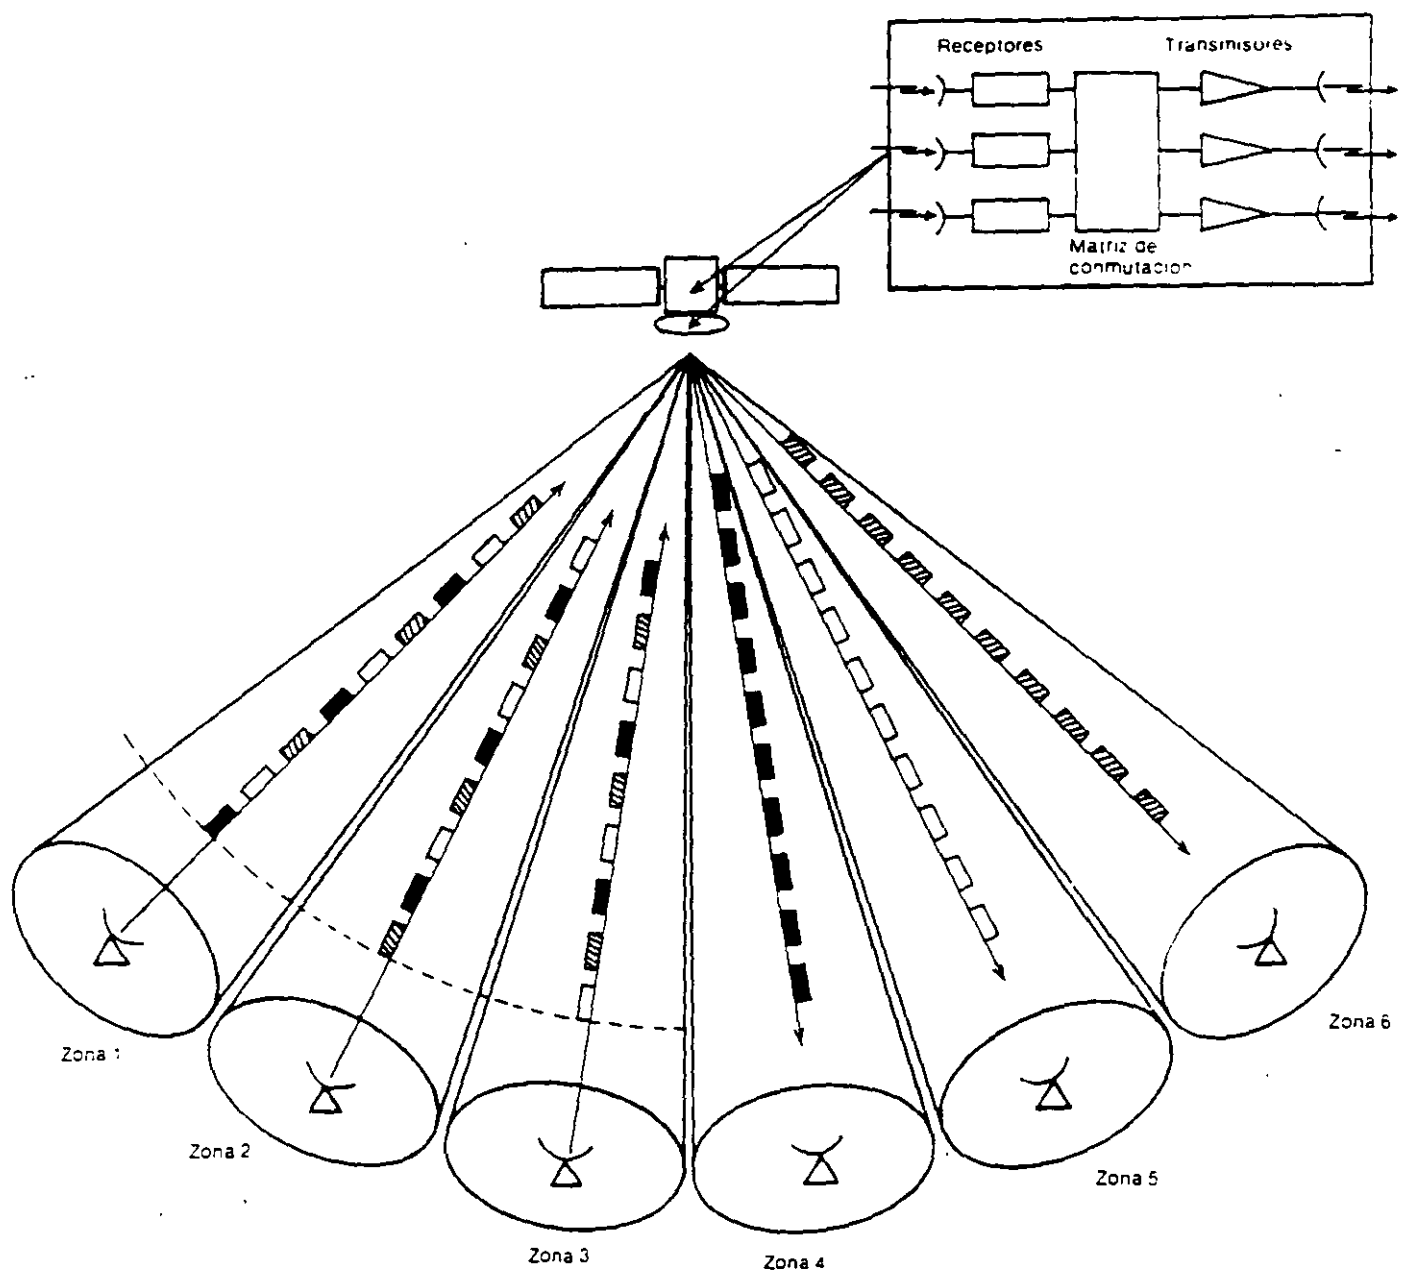 Receptores
Transmisores
Matriz de
conmutacion
Zona 1
Zona 2
Zona 3
Zona 4
Zona 5
Zona 6